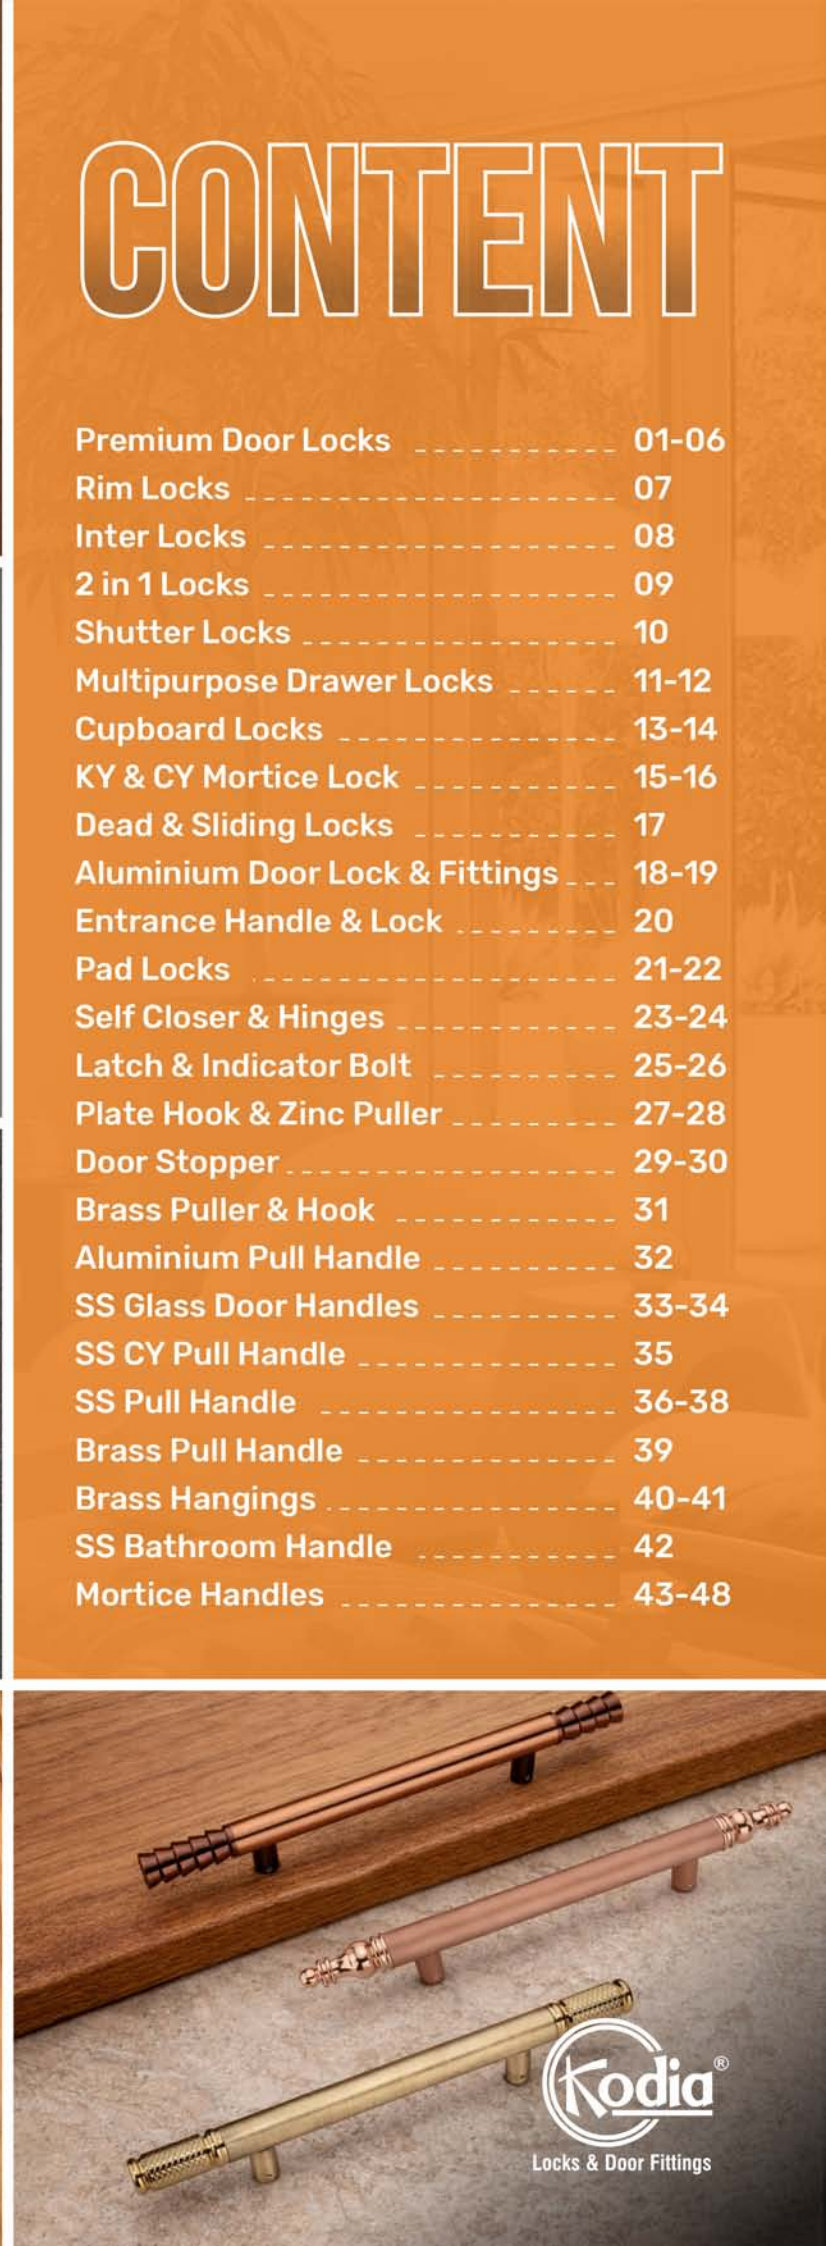 CONTENT
Premium Door Locks 01-06
Rim Locks 07
Inter Locks 08
2 in 1 Locks 09
Shutter Locks 10
Multipurpose Drawer Locks 11-12
Cupboard Locks 13-14
KY & CY Mortice Lock 15-16
Dead & Sliding Locks 17
Aluminium Door Lock & Fittings 18-19
Entrance Handle & Lock 20
Pad Locks 21-22
Self Closer & Hinges 23-24
Latch & Indicator Bolt 25-26
Plate Hook & Zinc Puller 27-28
Door Stopper 29-30
Brass Puller & Hook 31
Aluminium Pull Handle 32
SS Glass Door Handles 33-34
SS CY Pull Handle 35
SS Pull Handle 36-38
Brass Pull Handle 39
Brass Hangings 40-41
SS Bathroom Handle 42
Mortice Handles 43-48
Kodia®
Locks & Door Fittings